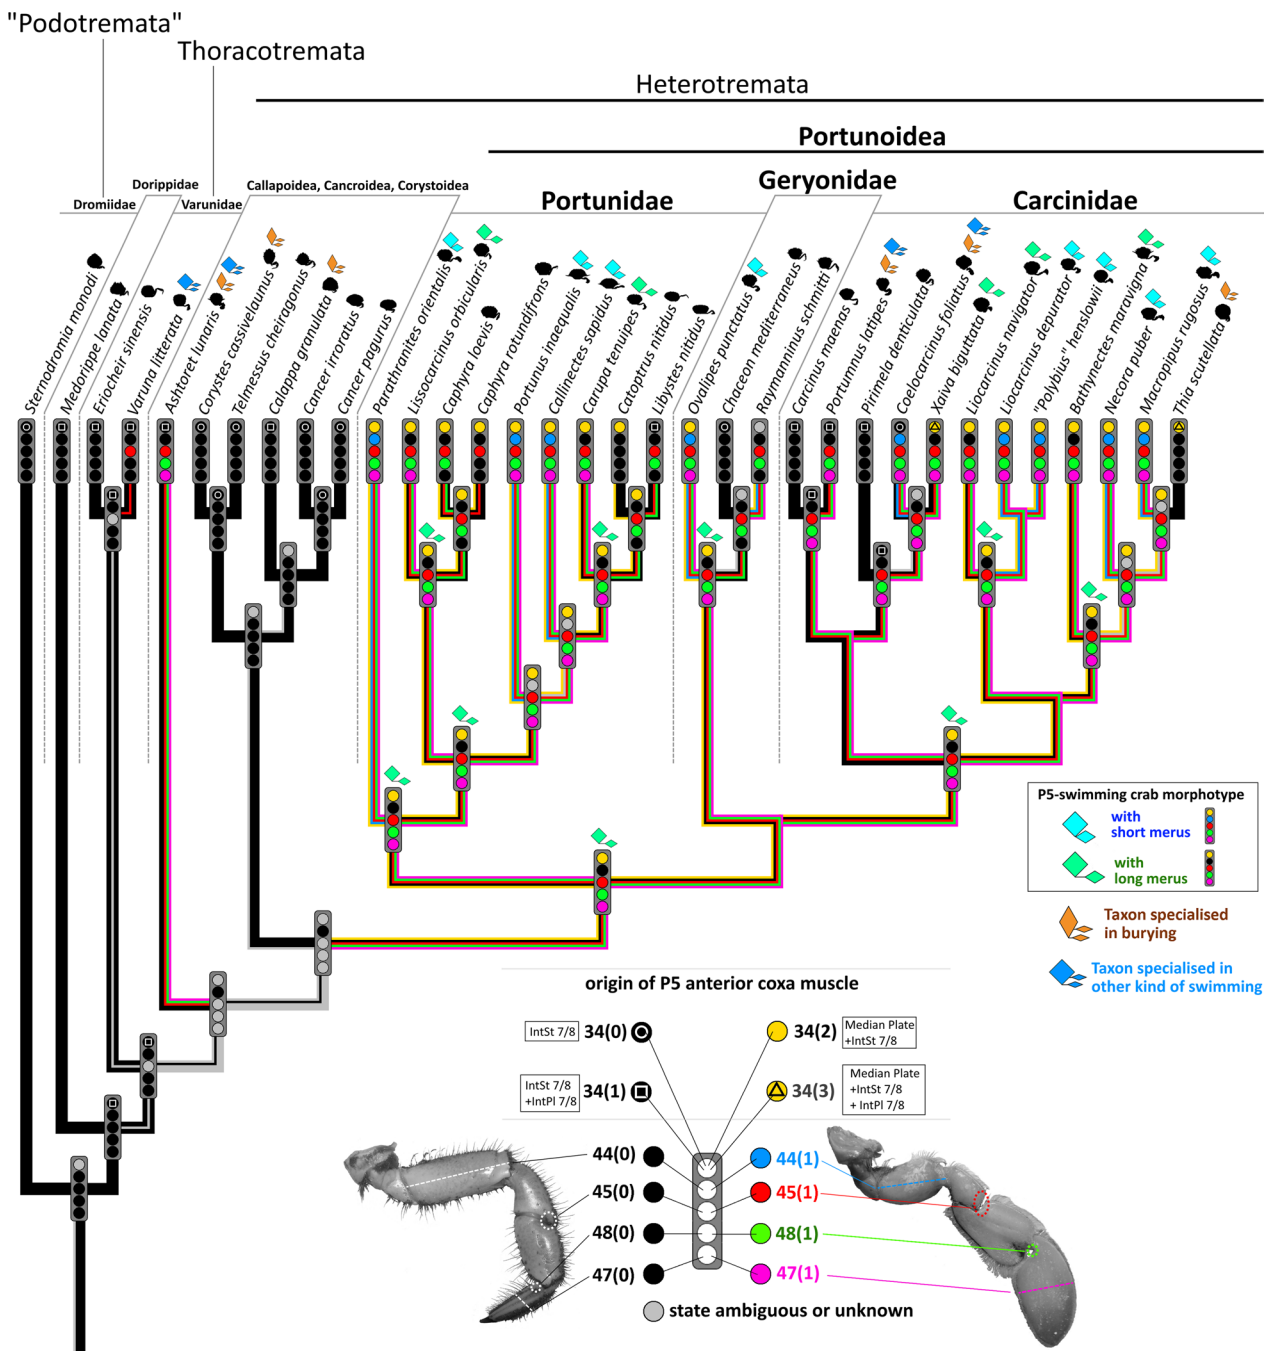 "Podotremata"
Thoracotremata
Heterotremata
Portunoidea
Dorippidae
Callapoidea, Cancroidea, Corystoidea
Geryonidae
Dromiidae
Varunidae
Portunidae
Carcinidae
Sternodromia monodi
Medorippe lanata
Eriocheir sinensis
Varuna litterata
Ashtoret lunaris
Corystes cassivelaunus
Telmessus cheiragonus
Calappa granulata
Cancer irroratus
Cancer pagurus
Parathranites orientalis
Lissocarcinus orbicularis
Caphyra loevis
Caphyra rotundifrons
Portunus inaequalis
Callinectes sapidus
Carupa tenuipes
Catoptrus nitidus
Libystes nitidus
Ovalipes punctatus
Chaceon mediterraneus
Raymanninus schmitti
Carcinus maenas
Portumnus latipes
Pirimela denticulata
Coelocarcinus foliatus
Xaiva biguttata
Liocarcinus navigator
Liocarcinus depurator
"Polybius" henslowii
Bathynectes maravigna
Necora puber
Macropipus rugosus
Thia scutellata
P5-swimming crab morphotype
with
short merus
with
long merus
Taxon specialised
in burying
Taxon specialised in
other kind of swimming
origin of P5 anterior coxa muscle
IntSt 7/8
34(0)
34(2)
Median Plate
+IntSt 7/8
IntSt 7/8
+IntPl 7/8
34(1)
34(3)
Median Plate
+IntSt 7/8
+ IntPl 7/8
44(0)
44(1)
45(0)
45(1)
48(0)
48(1)
47(0)
47(1)
state ambiguous or unknown